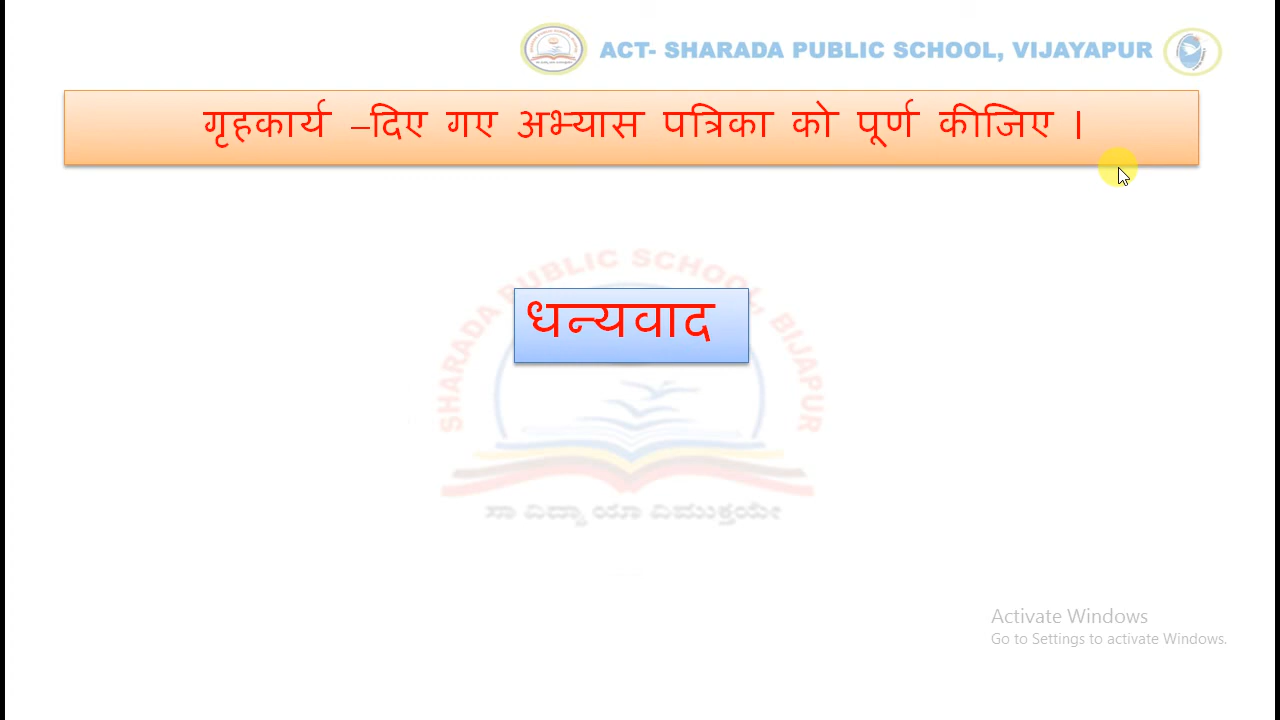 ACT- SHARADA PUBLIC SCHOOL, VIJAYAPUR
गृहकार्य –दिए गए अभ्यास पत्रिका को पूर्ण कीजिए ।
SHARADA PUBLIC SCHOOL, BIJAPUR
धन्यवाद
ಸಾ ವಿದ್ಯಾ ಯಾ ವಿಮುಕ್ತಯೇ
Activate Windows
Go to Settings to activate Windows.